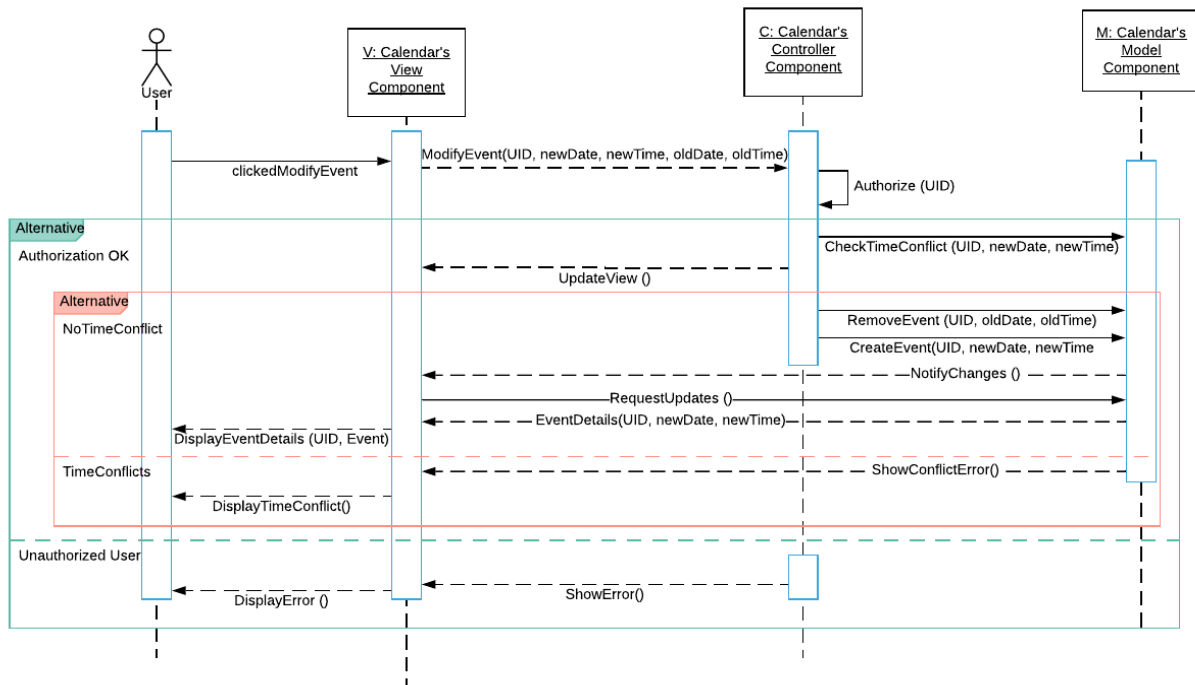 User
V: Calendar's
View
Component
C: Calendar's
Controller
Component
M: Calendar's
Model
Component
clickedModifyEvent
ModifyEvent(UID, newDate, newTime, oldDate, oldTime)
Authorize (UID)
Alternative
Authorization OK
CheckTimeConflict (UID, newDate, newTime)
UpdateView ()
Alternative
NoTimeConflict
RemoveEvent (UID, oldDate, oldTime)
CreateEvent(UID, newDate, newTime
NotifyChanges ()
RequestUpdates ()
EventDetails(UID, newDate, newTime)
DisplayEventDetails (UID, Event)
TimeConflicts
ShowConflictError()
DisplayTimeConflict()
Unauthorized User
ShowError()
DisplayError ()